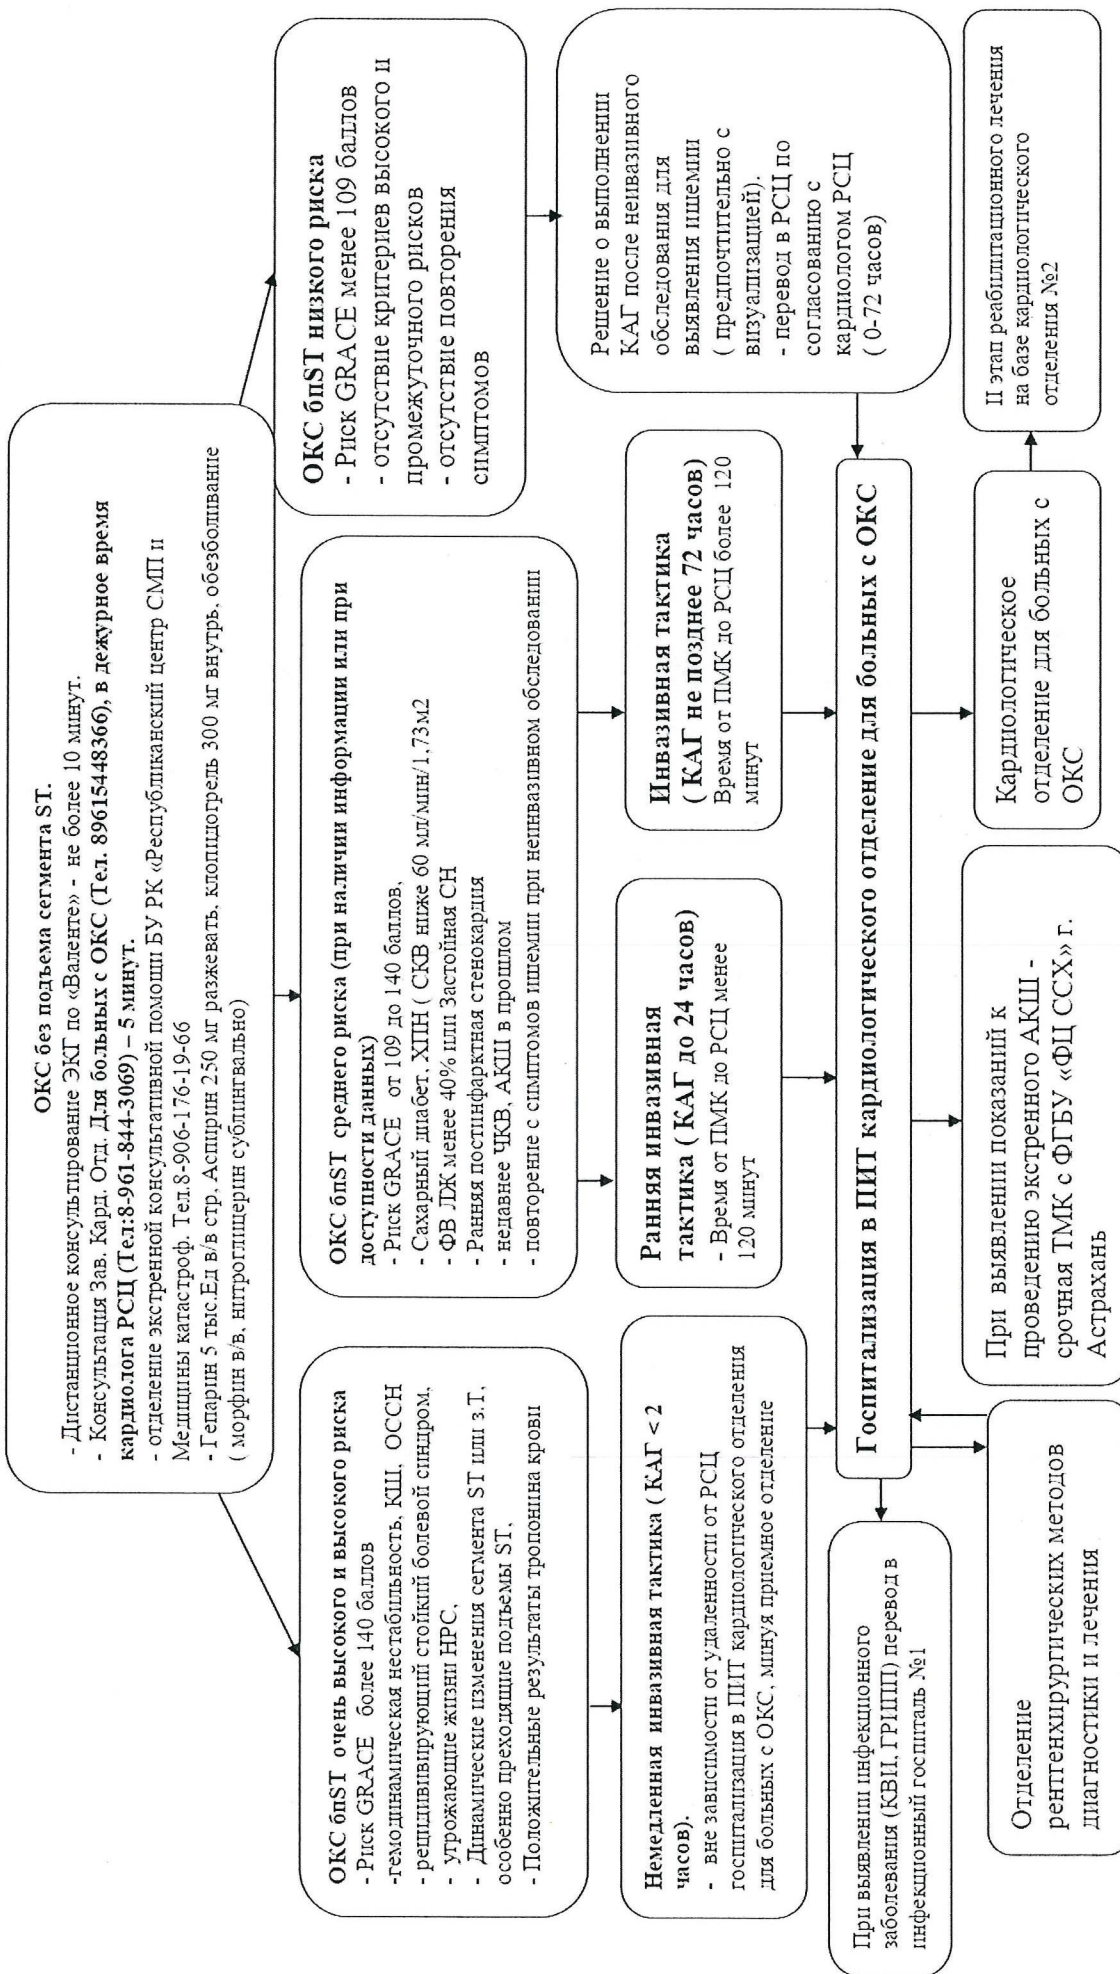 ОКС без подъема сегмента ST.
- Дистанционное консультирование ЭКГ по «Валенте» - не более 10 минут.
- Консультация Зав. Кард. Отд. Для больных с ОКС (Тел. 89615448366), в дежурное время
кардиолога РСЦ (Тел:8-961-844-3069) – 5 минут.
- отделение экстренной консультативной помощи БУ РК «Республиканский центр СМП и
Медицины катастроф. Тел.8-906-176-19-66
- Гепарин 5 тыс.Ед в/в стр. Аспирин 250 мг разжевать, клопидогрель 300 мг внутрь, обезболивание
( морфин в/в, нитроглицерин сублингвально)
ОКС бпST очень высокого и высокого риска
- Риск GRACE более 140 баллов
-гемодинамическая нестабильность, КШ, ОССН
- рецидивирующий стойкий болевой синдром,
- угрожающие жизни НРС,
- Динамические изменения сегмента ST или з.Т,
особенно преходящие подъемы ST,
- Положительные результаты тропонина крови
ОКС бпST среднего риска (при наличии информации или при
доступности данных)
- Риск GRACE от 109 до 140 баллов,
- Сахарный диабет, ХПН ( СКВ ниже 60 мл/мин/1,73м2
- ФВ ЛЖ менее 40% или Застойная СН
- Ранняя постинфарктная стенокардия
- недавнее ЧКВ, АКШ в прошлом
- повторение с симптомов ишемии при неинвазивном обследовании
ОКС бпST низкого риска
- Риск GRACE менее 109 баллов
- отсутствие критериев высокого и
промежуточного рисков
- отсутствие повторения
симптомов
Немедленная инвазивная тактика ( КАГ < 2
часов).
- вне зависимости от удаленности от РСЦ
госпитализация в ПИТ кардиологического отделения
для больных с ОКС, минуя приемное отделение
Ранняя инвазивная
тактика ( КАГ до 24 часов)
- Время от ПМК до РСЦ менее
120 минут
Инвазивная тактика
( КАГ не позднее 72 часов)
Время от ПМК до РСЦ более 120
минут
Решение о выполнении
КАГ после неивазивного
обследования для
выявления ишемии
( предпочтительно с
визуализацией).
- перевод в РСЦ по
согласованию с
кардиологом РСЦ
( 0-72 часов)
Госпитализация в ПИТ кардиологического отделение для больных с ОКС
При выявлении инфекционного
заболевания (КВИ, ГРИПП) перевод в
инфекционный госпиталь №1
Отделение
рентгенхирургических методов
диагностики и лечения
При выявлении показаний к
проведению экстренного АКШ -
срочная ТМК с ФГБУ «ФЦ ССХ» г.
Астрахань
Кардиологическое
отделение для больных с
ОКС
II этап реабилитационного лечения
на базе кардиологического
отделения №2